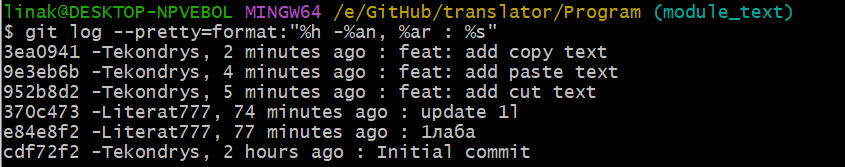 linak@DESKTOP-NPVEBOL MINGW64 /e/GitHub/translator/Program (module_text)
$ git log --pretty=format:"%h -%an, %ar : %s"
3ea0941 -Tekondrys, 2 minutes ago : feat: add copy text
9e3eb6b -Tekondrys, 4 minutes ago : feat: add paste text
952b8d2 -Tekondrys, 5 minutes ago : feat: add cut text
370c473 -Literat777, 74 minutes ago : update 1l
e84e8f2 -Literat777, 77 minutes ago : 1лаба
cdf72f2 -Tekondrys, 2 hours ago : Initial commit